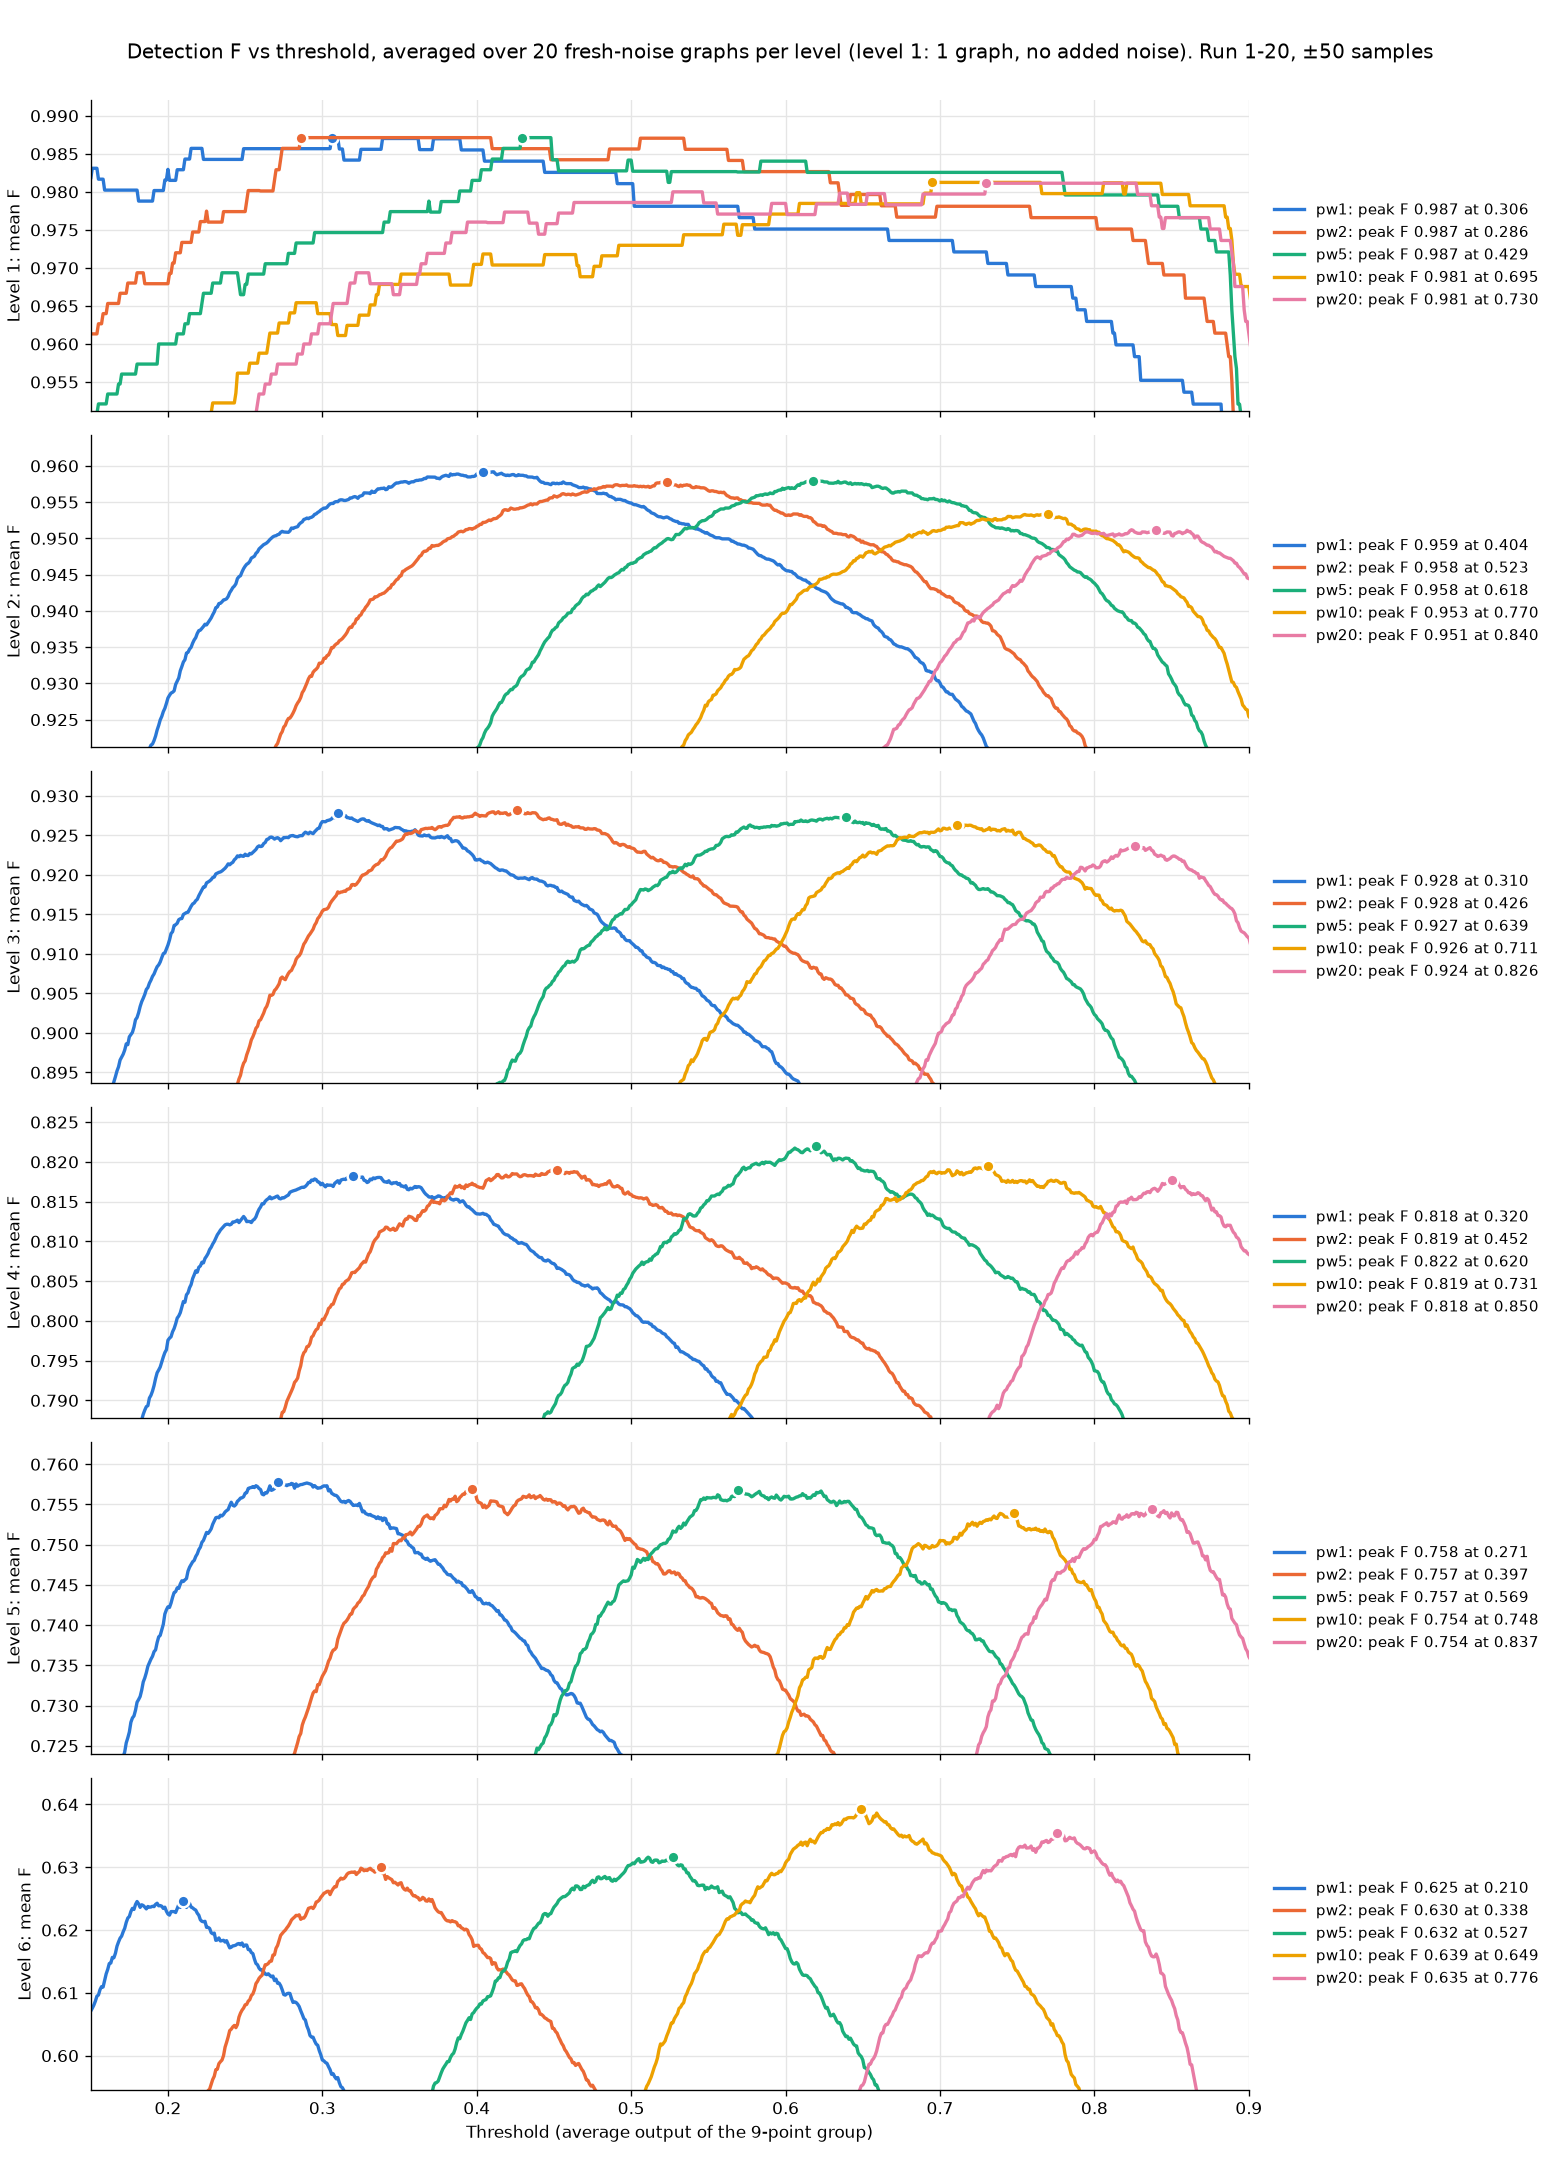 Detection F vs threshold, averaged over 20 fresh-noise graphs per level (level 1: 1 graph, no added noise). Run 1-20, ±50 samples
Level 1: mean F
0.990
0.985
0.980
0.975
0.970
0.965
0.960
0.955
pw1: peak F 0.987 at 0.306
pw2: peak F 0.987 at 0.286
pw5: peak F 0.987 at 0.429
pw10: peak F 0.981 at 0.695
pw20: peak F 0.981 at 0.730
Level 2: mean F
0.960
0.955
0.950
0.945
0.940
0.935
0.930
0.925
pw1: peak F 0.959 at 0.404
pw2: peak F 0.958 at 0.523
pw5: peak F 0.958 at 0.618
pw10: peak F 0.953 at 0.770
pw20: peak F 0.951 at 0.840
Level 3: mean F
0.930
0.925
0.920
0.915
0.910
0.905
0.900
0.895
pw1: peak F 0.928 at 0.310
pw2: peak F 0.928 at 0.426
pw5: peak F 0.927 at 0.639
pw10: peak F 0.926 at 0.711
pw20: peak F 0.924 at 0.826
Level 4: mean F
0.825
0.820
0.815
0.810
0.805
0.800
0.795
0.790
pw1: peak F 0.818 at 0.320
pw2: peak F 0.819 at 0.452
pw5: peak F 0.822 at 0.620
pw10: peak F 0.819 at 0.731
pw20: peak F 0.818 at 0.850
Level 5: mean F
0.760
0.755
0.750
0.745
0.740
0.735
0.730
0.725
pw1: peak F 0.758 at 0.271
pw2: peak F 0.757 at 0.397
pw5: peak F 0.757 at 0.569
pw10: peak F 0.754 at 0.748
pw20: peak F 0.754 at 0.837
Level 6: mean F
0.64
0.63
0.62
0.61
0.60
pw1: peak F 0.625 at 0.210
pw2: peak F 0.630 at 0.338
pw5: peak F 0.632 at 0.527
pw10: peak F 0.639 at 0.649
pw20: peak F 0.635 at 0.776
0.2 0.3 0.4 0.5 0.6 0.7 0.8 0.9
Threshold (average output of the 9-point group)